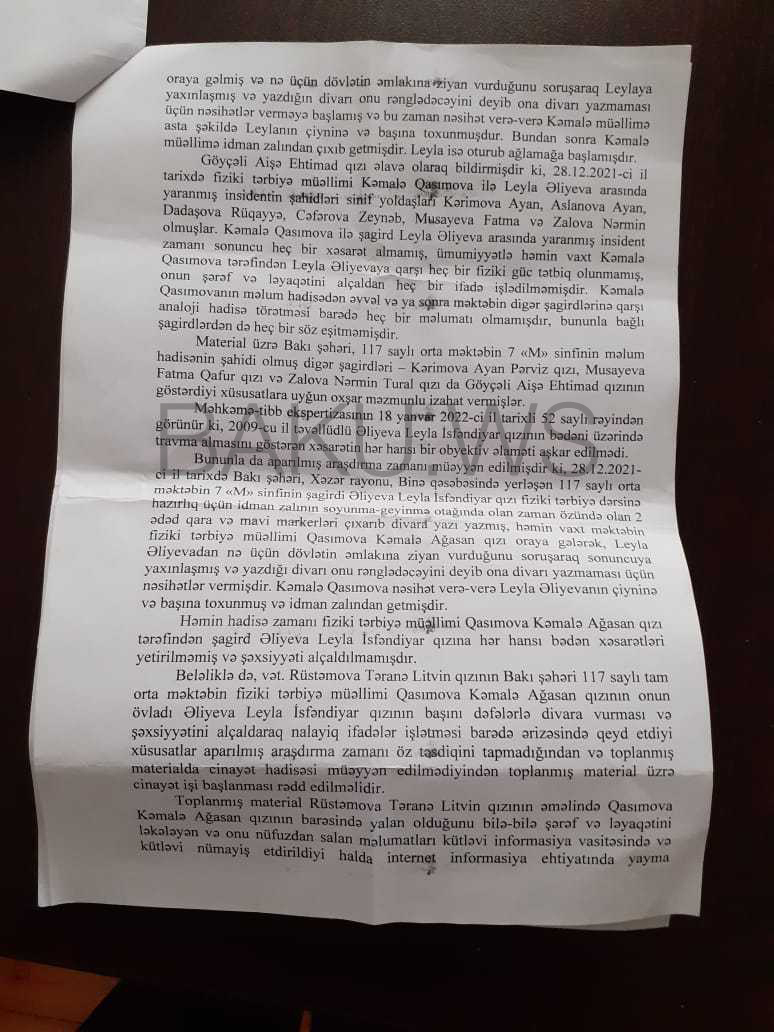 oraya gəlmiş və nə üçün dövlətin əmlakına ziyan vurduğunu soruşaraq Leylaya
yaxınlaşmış və yazdığın divarı onu rənglədəcəyini deyib ona divarı yazmaması
üçün nəsihətlər verməyə başlamış və bu zaman nəsihət verə-verə Kəmalə müəllimə
asta şəkildə Leylanın çiyninə və başına toxunmuşdur. Bundan sonra Kəmalə
müəllimə idman zalından çıxıb getmişdir. Leyla isə oturub ağlamağa başlamışdır.
Göyçəli Aişə Ehtimad qızı əlavə olaraq bildirmişdir ki, 28.12.2021-ci il
tarixdə fiziki tərbiyə müəllimi Kəmalə Qasımova ilə Leyla Əliyeva arasında
yaranmış insidentin şahidləri sinif yoldaşları Kərimova Ayan, Aslanova Ayan,
Dadaşova Rüqayyə, Cəfərova Zeynəb, Musayeva Fatma və Zalova Nərmin
olmuşlar. Kəmalə Qasımova ilə şagird Leyla Əliyeva arasında yaranmış insident
zamanı sonuncu heç bir xəsarət almamış, ümumiyyətlə həmin vaxt Kəmalə
Qasımova tərəfindən Leyla Əliyevaya qarşı heç bir fiziki güc tətbiq olunmamış,
onun şərəf və ləyaqətini alçaldan heç bir ifadə işlədilməmişdir. Kəmalə
Qasımovanın məlum hadisədən əvvəl və ya sonra məktəbin digər şagirdlərinə qarşı
analoji hadisə törətməsi barədə heç bir məlumatı olmamışdır, bununla bağlı
şagirdlərdən də heç bir söz eşitməmişdir.
Material üzrə Bakı şəhəri, 117 saylı orta məktəbin 7 «M» sinfinin məlum
hadisənin şahidi olmuş digər şagirdləri – Kərimova Ayan Pərviz qızı, Musayeva
Fatma Qafur qızı və Zalova Nərmin Tural qızı da Göyçəli Aişə Ehtimad qızının
göstərdiyi xüsusatlara uyğun oxşar məzmunlu izahat vermişlər.
Məhkəmə-tibb ekspertizasının 18 yanvar 2022-ci il tarixli 52 saylı rəyindən
görünür ki, 2009-cu il təvəllüdlü Əliyeva Leyla İsfəndiyar qızının bədəni üzərində
travma almasını göstərən xəsarətin hər hansı bir obyektiv əlaməti aşkar edilmədi.
Bununla da aparılmış araşdırma zamanı müəyyən edilmişdir ki, 28.12.2021-
ci il tarixdə Bakı şəhəri, Xəzər rayonu, Binə qəsəbəsində yerləşən 117 saylı orta
məktəbin 7 «M» sinfinin şagirdi Əliyeva Leyla İsfəndiyar qızı fiziki tərbiyə dərsinə
hazırlıq üçün idman zalının soyunma-geyinmə otağında olan zaman özündə olan 2
ədəd qara və mavi markerləri çıxarıb divara yazı yazmış, həmin vaxt məktəbin
fiziki tərbiyə müəllimi Qasımova Kəmalə Ağasan qızı oraya gələrək, Leyla
Əliyevadan nə üçün dövlətin əmlakına ziyan vurduğunu soruşaraq sonuncuya
yaxınlaşmış və yazdığı divarı onu rənglədəcəyini deyib ona divarı yazmaması üçün
nəsihətlər vermişdir. Kəmalə Qasımova nəsihət verə-verə Leyla Əliyevanın çiyninə
və başına toxunmuş və idman zalından getmişdir.
Həmin hadisə zamanı fiziki tərbiyə müəllimi Qasımova Kəmalə Ağasan qızı
tərəfindən şagird Əliyeva Leyla İsfəndiyar qızına hər hansı bədən xəsarətləri
yetirilməmiş və şəxsiyyəti alçaldılmamışdır.
Beləliklə də, vət. Rüstəmova Təranə Litvin qızının Bakı şəhəri 117 saylı tam
orta məktəbin fiziki tərbiyə müəllimi Qasımova Kəmalə Ağasan qızının onun
övladı Əliyeva Leyla İsfəndiyar qızının başını dəfələrlə divara vurması və
şəxsiyyətini alçaldaraq nalayiq ifadələr işlətməsi barədə ərizəsində qeyd etdiyi
xüsusatlar aparılmış araşdırma zamanı öz təsdiqini tapmadığından və toplanmış
materialda cinayət hadisəsi müəyyən edilmədiyindən toplanmış material üzrə
cinayət işi başlanması rədd edilməlidir.
Toplanmış material Rüstəmova Təranə Litvin qızının əməlində Qasımova
Kəmalə Ağasan qızının barəsində yalan olduğunu bilə-bilə şərəf və ləyaqətini
ləkələyən və onu nüfuzdan salan məlumatları kütləvi informasiya vasitəsində və
kütləvi nümayiş etdirildiyi halda internet informasiya ehtiyatında yayma
BAKU.WS